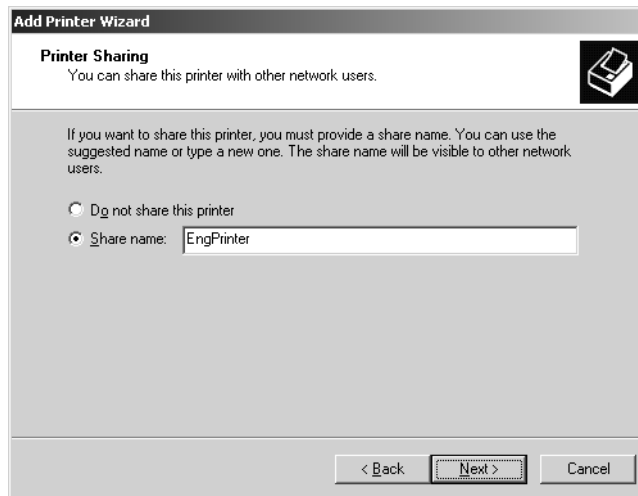 Add Printer Wizard
Printer Sharing
You can share this printer with other network users.
If you want to share this printer, you must provide a share name. You can use the
suggested name or type a new one. The share name will be visible to other network
users.
Do not share this printer
Share name: EngPrinter
< Back Next > Cancel